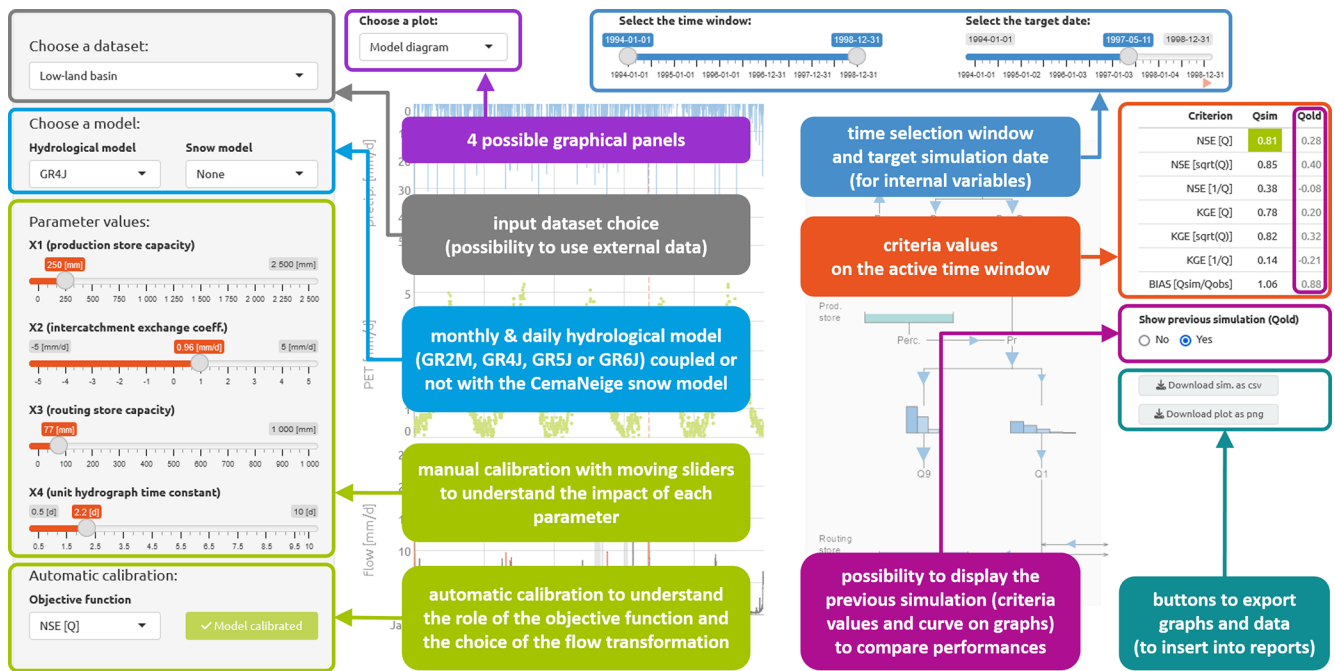 Choose a dataset:
Low-land basin
Choose a model:
Hydrological model
Snow model
GR4J
None
Parameter values:
X1 (production store capacity)
250 [mm]
2 500 [mm]
0 250 500 750 1 000 1 250 1 500 1 750 2 000 2 250 2 500
X2 (intercatchment exchange coeff.)
-5 [mm/d]
0.96 [mm/d]
5 [mm/d]
-5 -4 -3 -2 -1 0 1 2 3 4 5
X3 (routing store capacity)
77 [mm]
1 000 [mm]
0 100 200 300 400 500 600 700 800 900 1 000
X4 (unit hydrograph time constant)
0.5 [d]
2.2 [d]
10 [d]
0.5 1.5 2.5 3.5 4.5 5.5 6.5 7.5 8.5 9.5 10
Automatic calibration:
Objective function
NSE [Q]
Model calibrated
Choose a plot:
Model diagram
4 possible graphical panels
input dataset choice
(possibility to use external data)
monthly & daily hydrological model
(GR2M, GR4J, GR5J or GR6J) coupled or
not with the CemaNeige snow model
manual calibration with moving sliders
to understand the impact of each
parameter
automatic calibration to understand
the role of the objective function and
the choice of the flow transformation
0
30
precip. [mm/d]
5
1
0
PET [mm/d]
10
flow [mm/d]
Ja
Select the time window:
1994-01-01
1998-12-31
1994-01-01 1995-01-01 1996-01-01 1996-12-31 1997-12-31 1998-12-31
Select the target date:
1994-01-01
1997-05-11
1998-12-31
1994-01-01 1995-01-02 1996-01-03 1997-01-03 1998-01-04 1998-12-31
time selection window
and target simulation date
(for internal variables)
criteria values
on the active time window
Prod.
store
Perc.
Pr
Q9
Q1
Routing
store
possibility to display the
previous simulation (criteria
values and curve on graphs)
to compare performances
Criterion Qsim Qold
NSE [Q] 0.81 0.28
NSE [sqrt(Q)] 0.85 0.40
NSE [1/Q] 0.38 -0.08
KGE [Q] 0.78 0.20
KGE [sqrt(Q)] 0.82 0.32
KGE [1/Q] 0.14 -0.21
BIAS [Qsim/Qobs] 1.06 0.88
Show previous simulation (Qold)
No Yes
Download sim. as csv
Download plot as png
buttons to export
graphs and data
(to insert into reports)